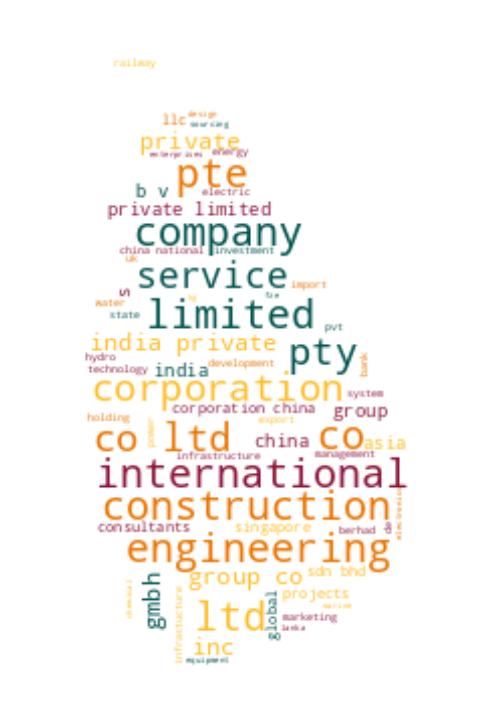 railway
llc design
sourcing
private
enterprises energy
pte
b v electric
private limited
company
china national investment
uk
service
import
water
state
limited
pvt
india private
pty
hydro
technology india development
bank
corporation
system
corporation china group
holding
power
export
co ltd co
china asia
infrastructure management
international
construction
electronics
consultants singapore berhad de
engineering
group co sdn bhd
chemical
gmbh
infrastructure
ltd
global
projects
marine
marketing
lanka
inc
equipment